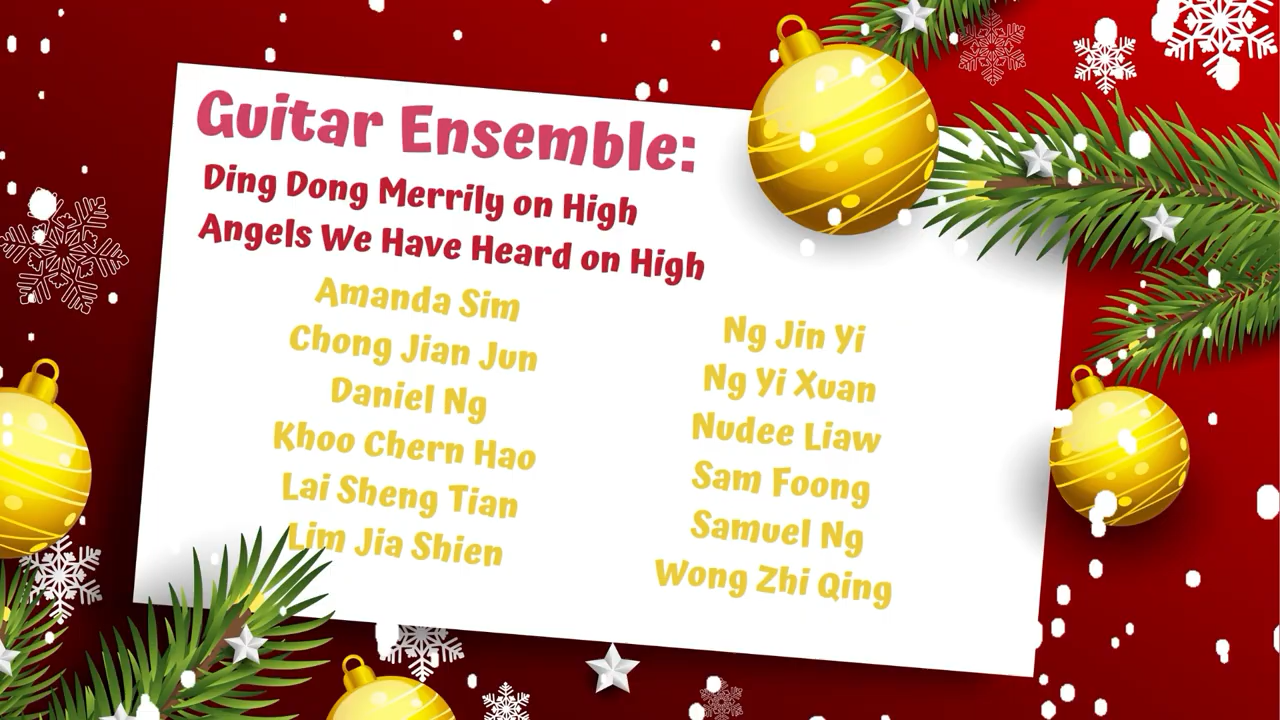 Guitar Ensemble:
Ding Dong Merrily on High
Angels We Have Heard on High
Amanda Sim
Chong Jian Jun
Daniel Ng
Khoo Chern Hao
Lai Sheng Tian
Lim Jia Shien
Ng Jin Yi
Ng Yi Xuan
Nudee Liaw
Sam Foong
Samuel Ng
Wong Zhi Qing